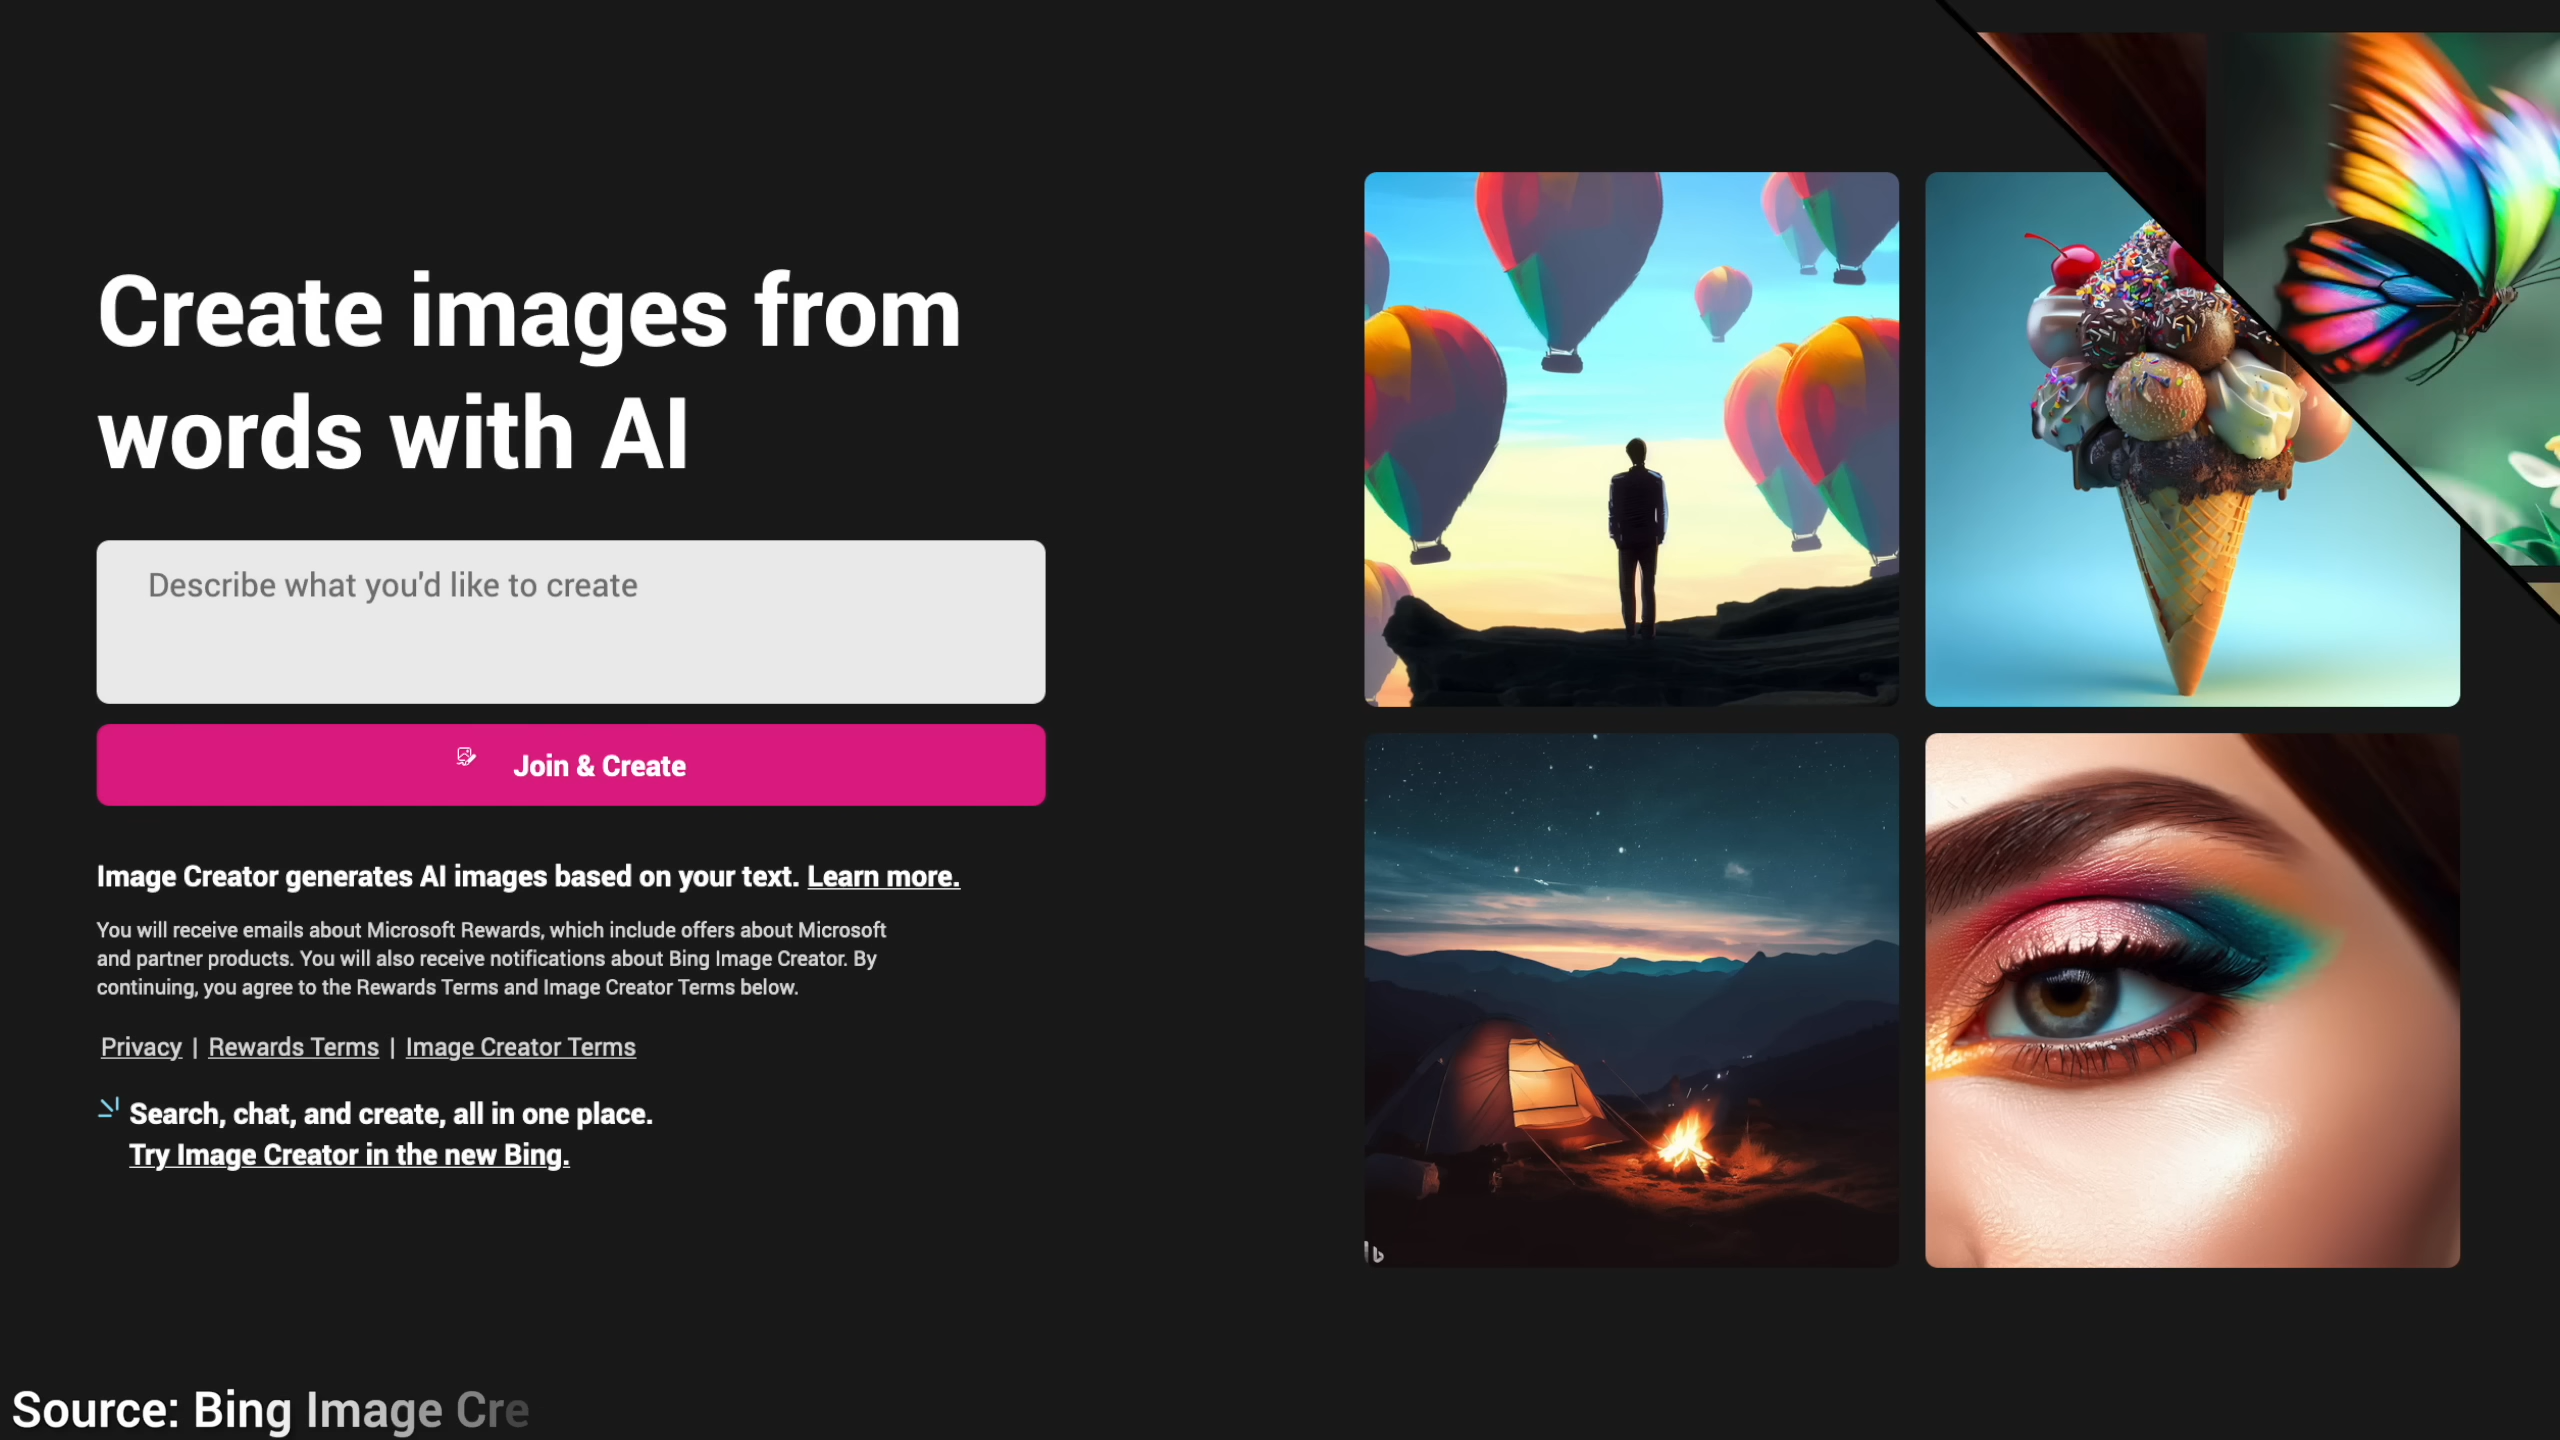 Create images from
words with AI
Describe what you'd like to create
Join & Create
Image Creator generates AI images based on your text. Learn more.
You will receive emails about Microsoft Rewards, which include offers about Microsoft
and partner products. You will also receive notifications about Bing Image Creator. By
continuing, you agree to the Rewards Terms and Image Creator Terms below.
Privacy | Rewards Terms | Image Creator Terms
Search, chat, and create, all in one place.
Try Image Creator in the new Bing.
Source: Bing Image Cre